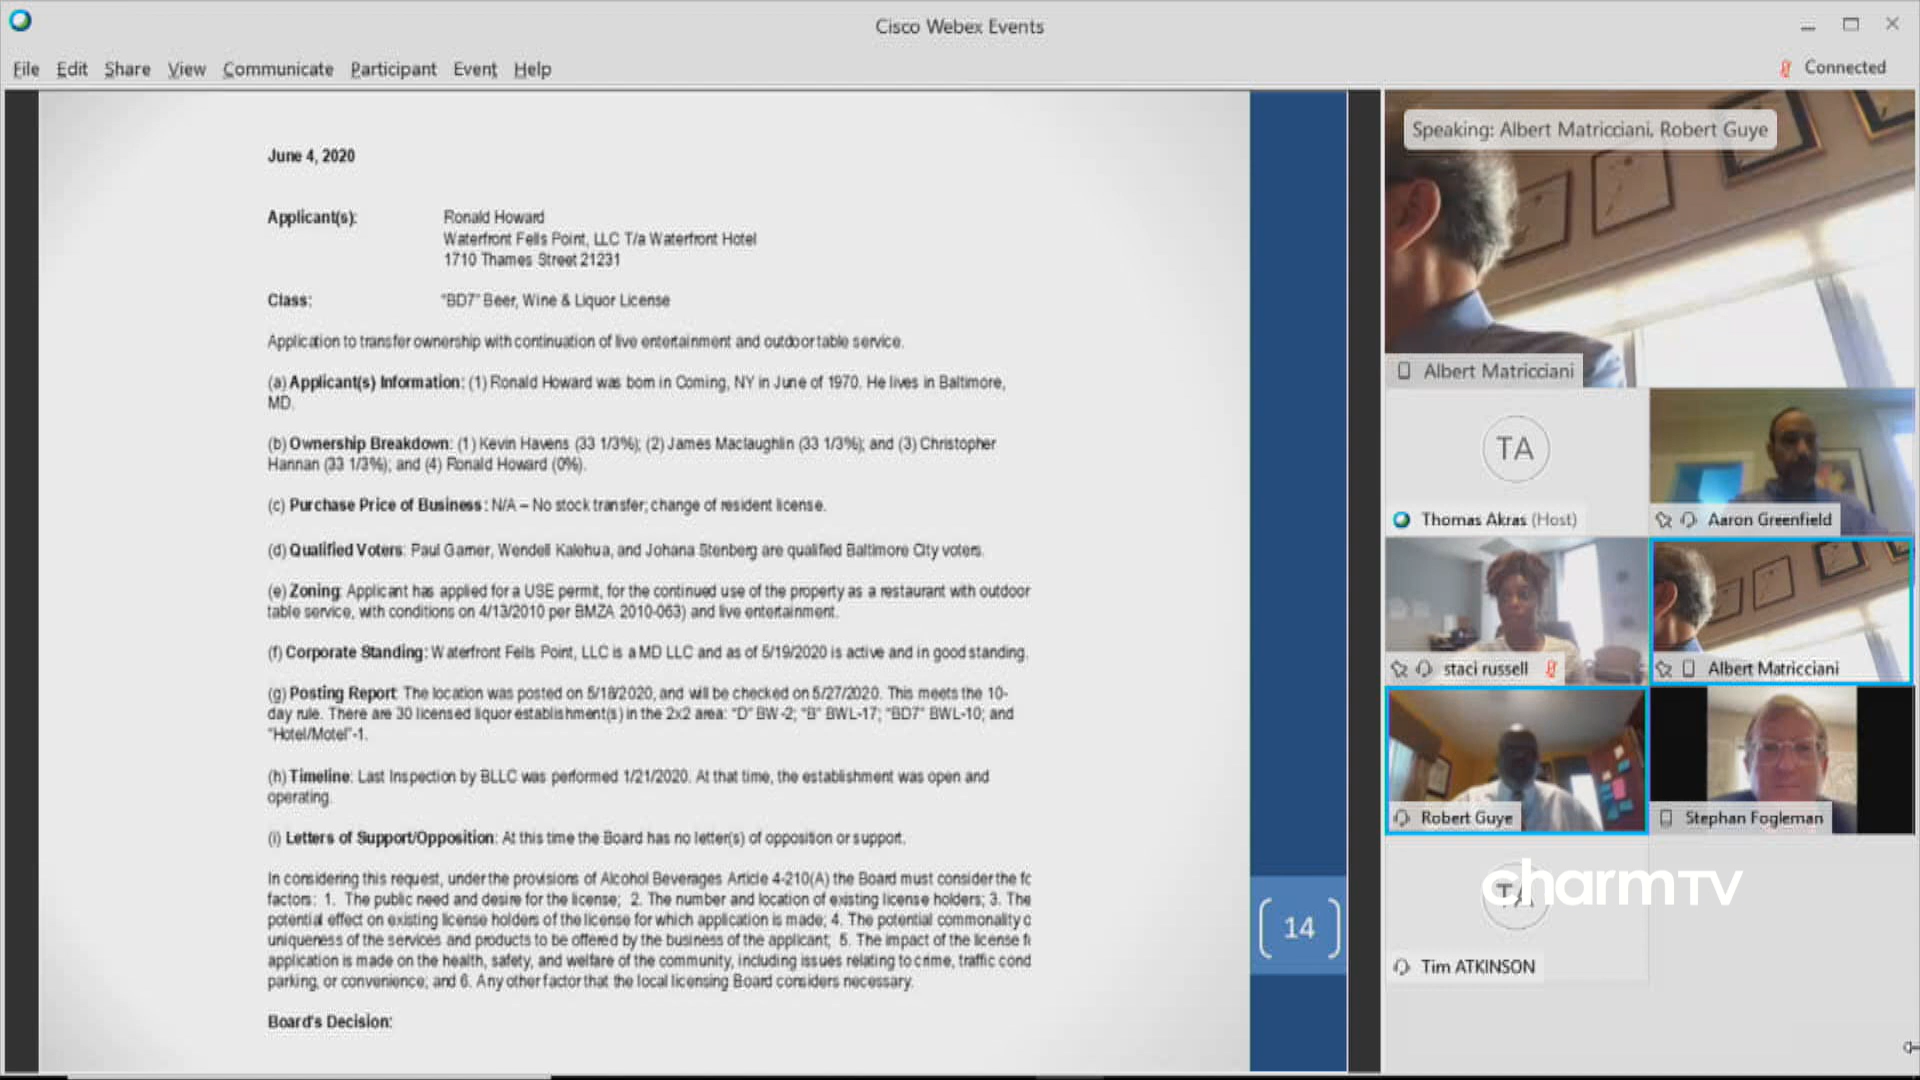 Cisco Webex Events
File Edit Share View Communicate Participant Event Help
Connected
June 4, 2020
Applicant(s): Ronald Howard
Waterfront Fells Point, LLC T/a Waterfront Hotel
1710 Thames Street 21231
Class: "BD7" Beer, Wine & Liquor License
Application to transfer ownership with continuation of live entertainment and outdoor table service.
(a) Applicant(s) Information: (1) Ronald Howard was born in Corning, NY in June of 1970. He lives in Baltimore,
MD.
(b) Ownership Breakdown: (1) Kevin Havens (33 1/3%); (2) James Maclaughlin (33 1/3%); and (3) Christopher
Hannan (33 1/3%); and (4) Ronald Howard (0%).
(c) Purchase Price of Business: N/A – No stock transfer; change of resident license.
(d) Qualified Voters: Paul Garner, Wendell Kalehua, and Johana Stenberg are qualified Baltimore City voters.
(e) Zoning: Applicant has applied for a USE permit, for the continued use of the property as a restaurant with outdoor
table service, with conditions on 4/13/2010 per BMZA 2010-063) and live entertainment.
(f) Corporate Standing: Waterfront Fells Point, LLC is a MD LLC and as of 5/19/2020 is active and in good standing.
(g) Posting Report: The location was posted on 5/18/2020, and will be checked on 5/27/2020. This meets the 10-
day rule. There are 30 licensed liquor establishment(s) in the 2x2 area: "D" BW-2; "B" BWL-17; "BD7" BWL-10; and
"Hotel/Motel"-1.
(h) Timeline: Last Inspection by BLLC was performed 1/21/2020. At that time, the establishment was open and
operating.
(i) Letters of Support/Opposition: At this time the Board has no letter(s) of opposition or support.
In considering this request, under the provisions of Alcohol Beverages Article 4-210(A) the Board must consider the fo
factors: 1. The public need and desire for the license; 2. The number and location of existing license holders; 3. The
potential effect on existing license holders of the license for which application is made; 4. The potential commonality o
uniqueness of the services and products to be offered by the business of the applicant; 5. The impact of the license fo
application is made on the health, safety, and welfare of the community, including issues relating to crime, traffic cond
parking, or convenience; and 6. Any other factor that the local licensing Board considers necessary.
Board's Decision:
14
Speaking: Albert Matricciani, Robert Guye
Albert Matricciani
TA
Thomas Akras (Host)
Aaron Greenfield
staci russell
Albert Matricciani
Robert Guye
Stephan Fogleman
TA
charmTV
Tim ATKINSON